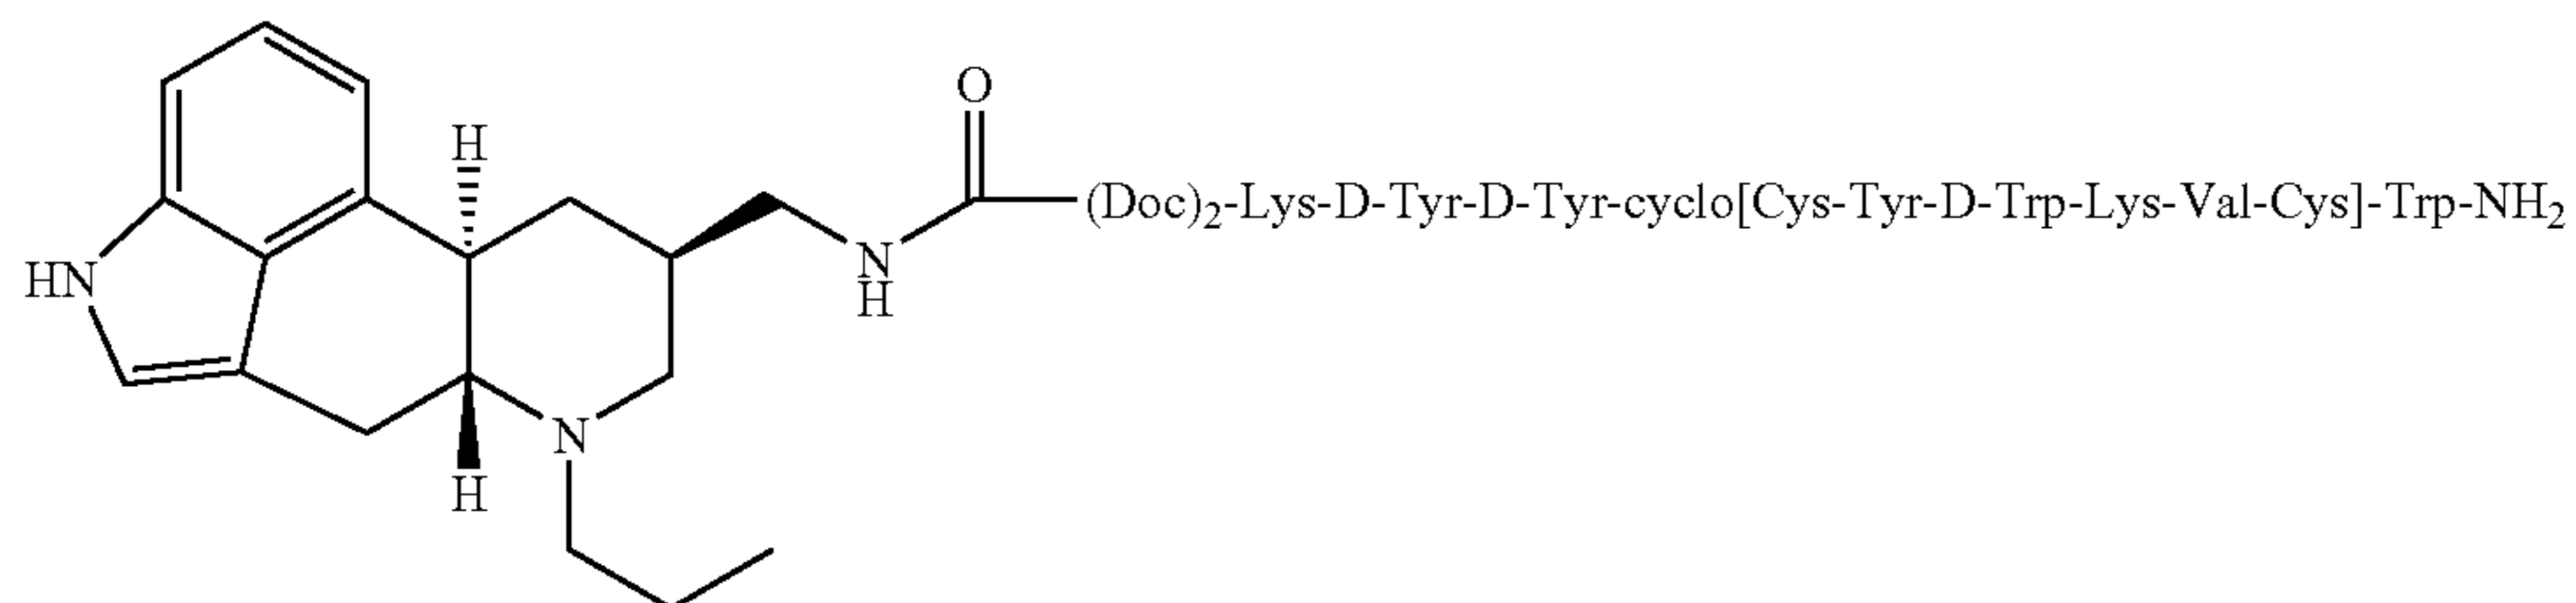 O
H
(Doc)2-Lys-D-Tyr-D-Tyr-cyclo[Cys-Tyr-D-Trp-Lys-Val-Cys]-Trp-NH2
N
H
HN
N
H